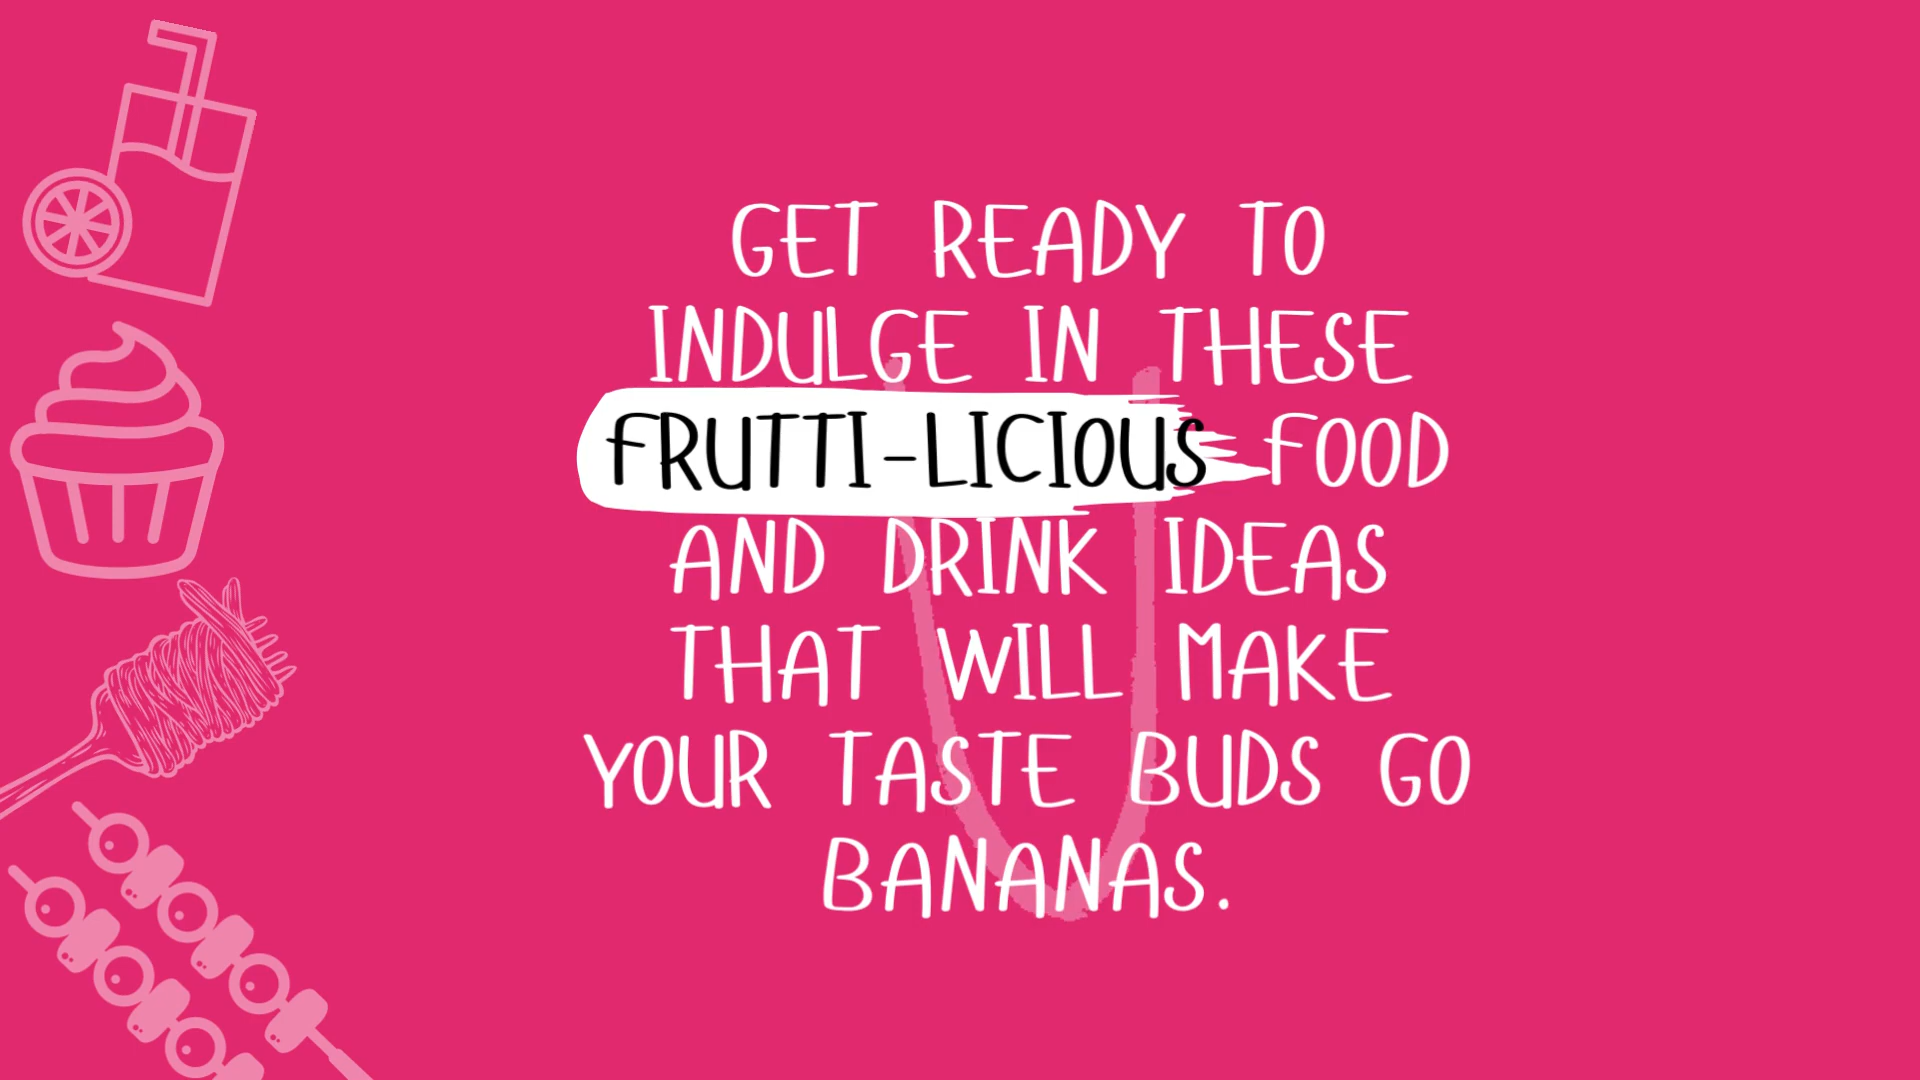 GET READY TO
INDULGE IN THESE
FRUTTI-LICIOUS FOOD
AND DRINK IDEAS
THAT WILL MAKE
YOUR TASTE BUDS GO
BANANAS.